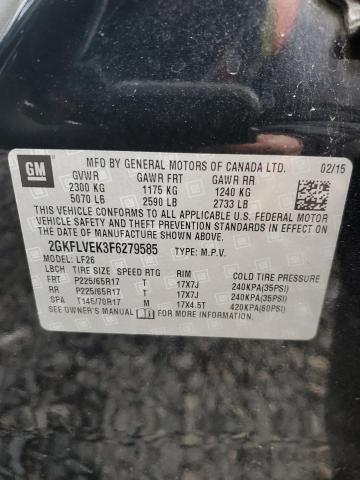 GM
MFD BY GENERAL MOTORS OF CANADA LTD. 02/15
GVWR GAWR FRT GAWR RR
2300 KG 1175 KG 1240 KG
5070 LB 2590 LB 2733 LB
THIS VEHICLE CONFORMS TO ALL APPLICABLE U.S. FEDERAL MOTOR
VEHICLE SAFETY, BUMPER, AND THEFT PREVENTION STANDARDS IN EFFECT ON
THE DATE OF MANUFACTURE SHOWN ABOVE.
2GKFLVEK3F6279585 TYPE: M.P.V.
MODEL: LF26
LBCH TIRE SIZE SPEED RTG RIM COLD TIRE PRESSURE
FRT P225/65R17 T 17X7J 240KPA(35PSI)
RR P225/65R17 T 17X7J 240KPA(35PSI)
SPA T145/70R17 M 17X4.5T 420KPA(60PSI)
SEE OWNER'S MANUAL FOR ADDITIONAL INFORMATION.